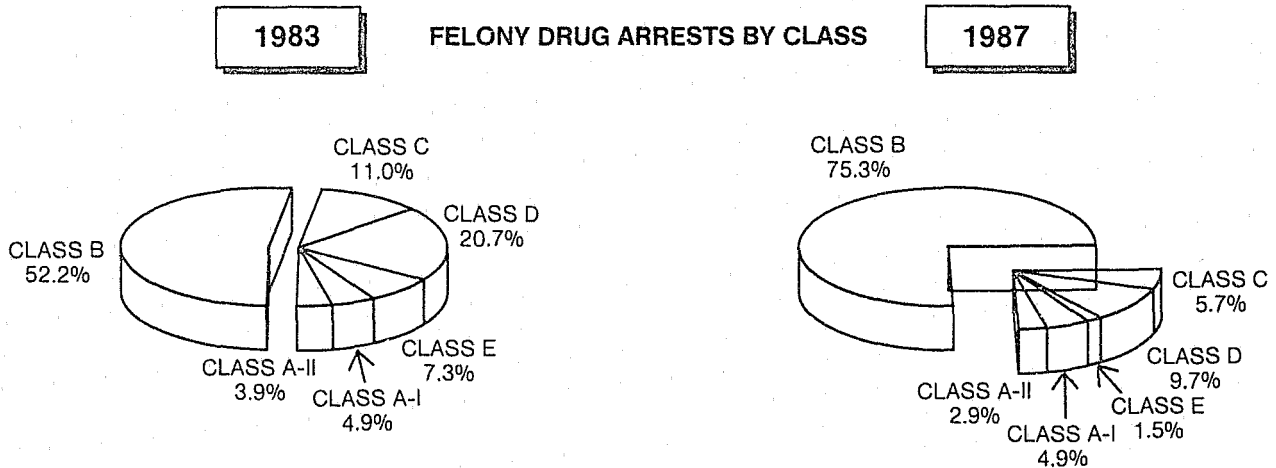 1983
FELONY DRUG ARRESTS BY CLASS
1987
CLASS C
11.0%
CLASS D
20.7%
CLASS B
52.2%
CLASS E
7.3%
CLASS A-II
3.9%
CLASS A-I
4.9%
CLASS B
75.3%
CLASS C
5.7%
CLASS D
9.7%
CLASS A-II
2.9%
CLASS E
1.5%
CLASS A-I
4.9%